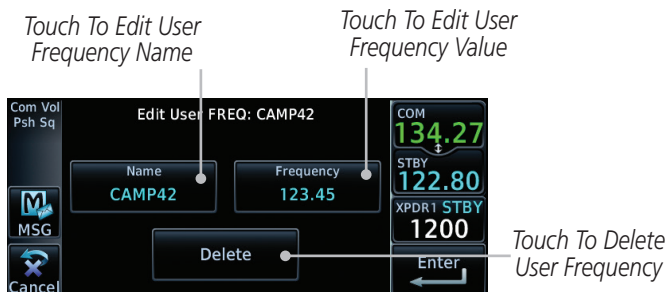 Touch To Edit User
Frequency Name
Touch To Edit User
Frequency Value
Com Vol
Psh Sq
Edit User FREQ: CAMP42
COM
134.27
STBY
122.80
Name
CAMP42
Frequency
123.45
XPDR1 STBY
1200
MSG
Delete
Enter
Cancel
Touch To Delete
User Frequency